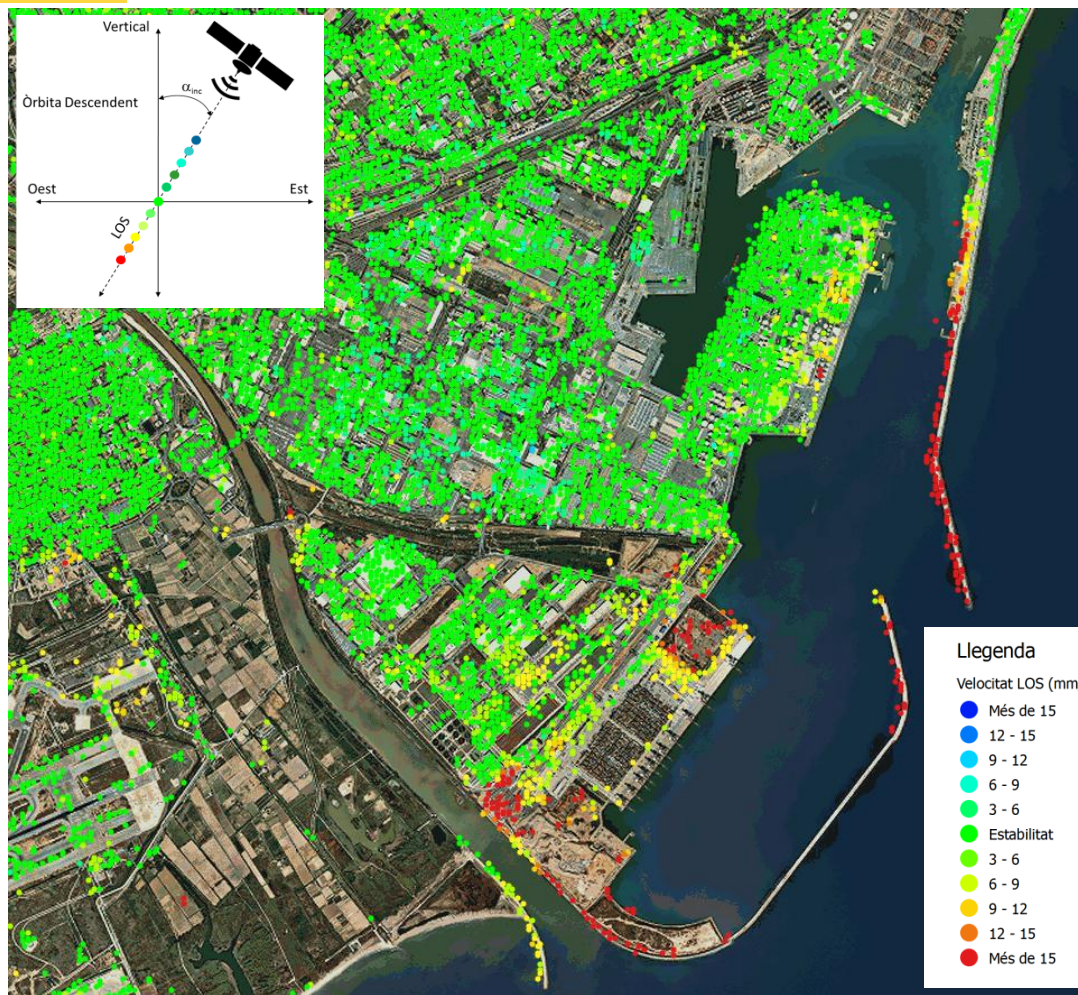 Vertical
Òrbita Descendent
αinc
Oest
Est
LOS
Llegenda
Velocitat LOS (mm
Més de 15
12 - 15
9 - 12
6 - 9
3 - 6
Estabilitat
3 - 6
6 - 9
9 - 12
12 - 15
Més de 15